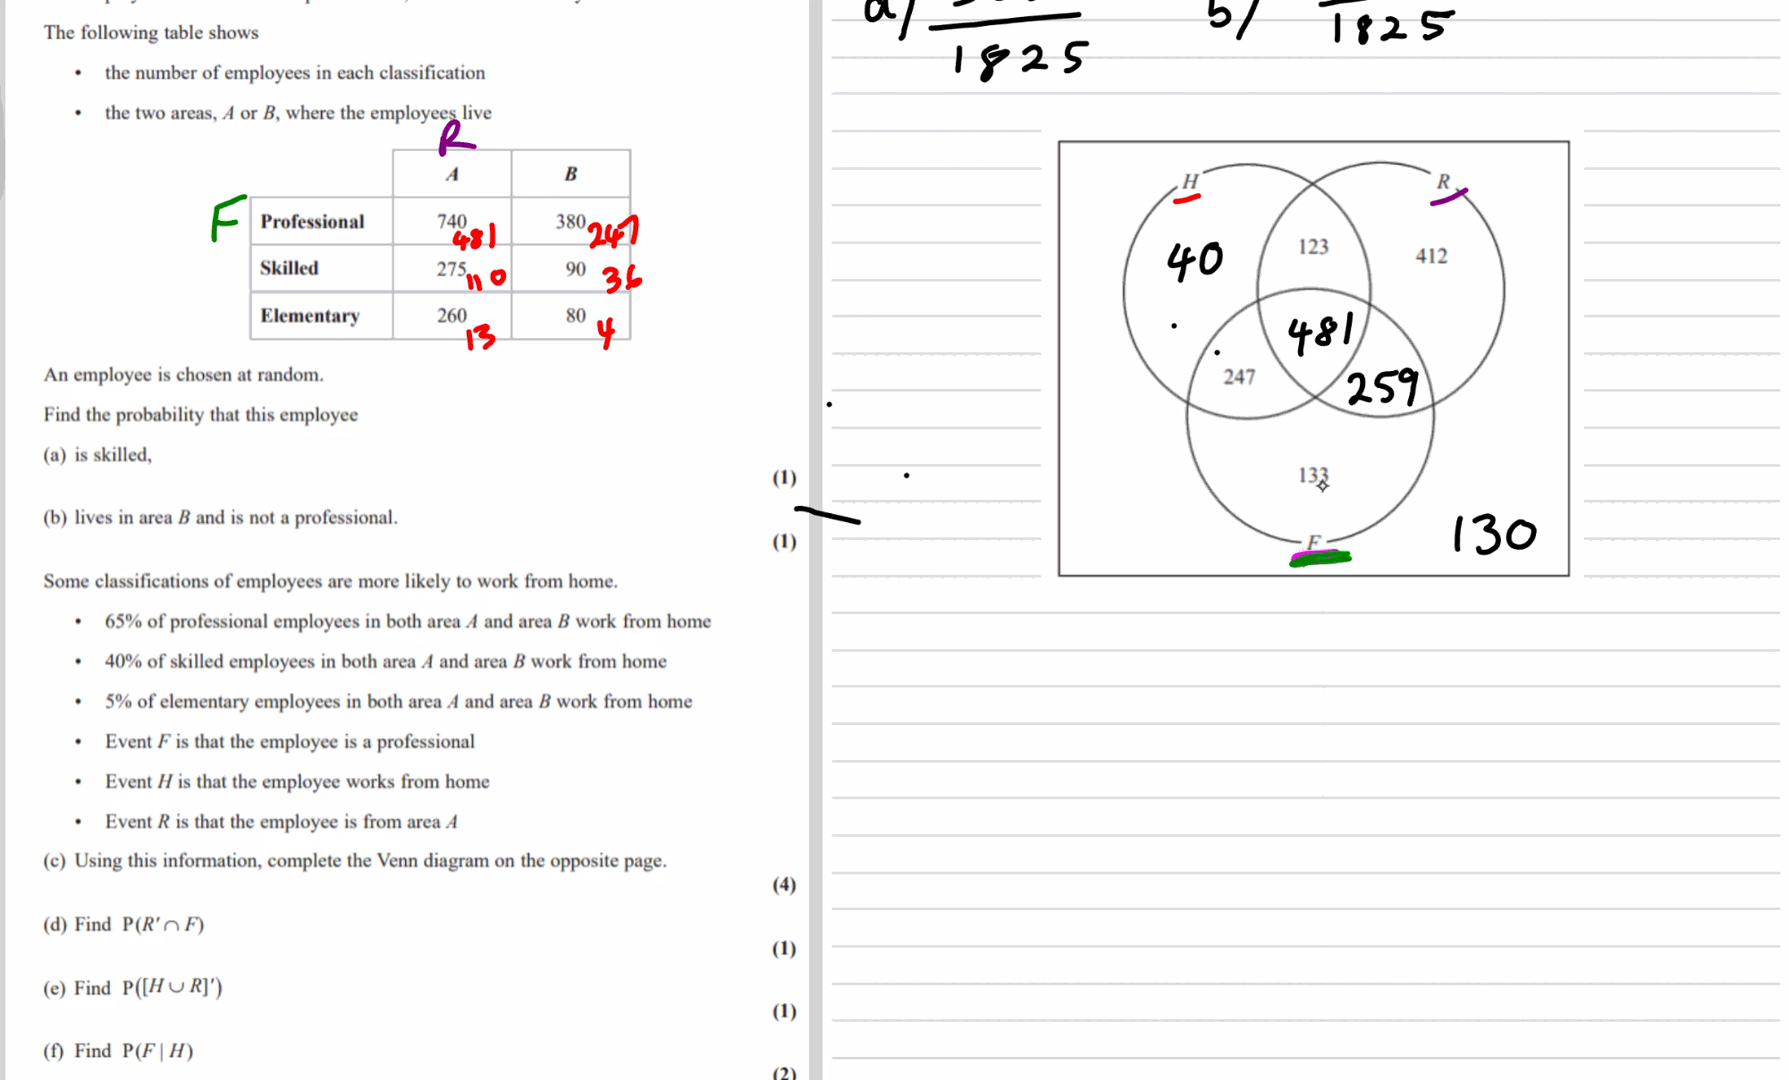 The following table shows
• the number of employees in each classification
• the two areas, A or B, where the employees live
R
A B
F Professional 740 481 380 247
Skilled 275 110 90 36
Elementary 260 13 80 4
An employee is chosen at random.
Find the probability that this employee
(a) is skilled,
(1)
(b) lives in area B and is not a professional.
(1)
Some classifications of employees are more likely to work from home.
• 65% of professional employees in both area A and area B work from home
• 40% of skilled employees in both area A and area B work from home
• 5% of elementary employees in both area A and area B work from home
• Event F is that the employee is a professional
• Event H is that the employee works from home
• Event R is that the employee is from area A
(c) Using this information, complete the Venn diagram on the opposite page.
(4)
(d) Find P(R′ ∩ F)
(1)
(e) Find P([H ∪ R]′)
(1)
(f) Find P(F | H)
(2)
a) 1825
b) 1825
H R
40 123 412
481
247 259
133
F 130